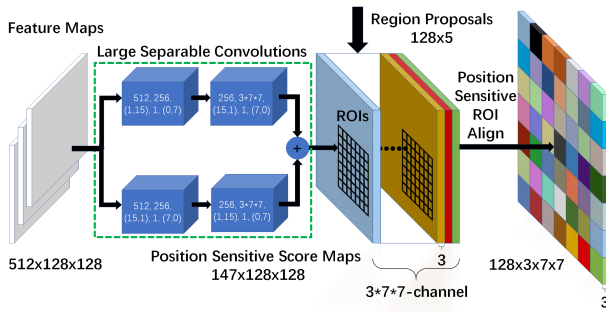 Feature Maps
Large Separable Convolutions
Region Proposals
128x5
512, 256,
(1,15), 1, (0,7)
256, 3*7*7,
(15,1), 1, (7,0)
ROIs
Position
Sensitive
ROI
Align
+
512, 256,
(15.1), 1, (7,0)
256, 3*7*7,
(1,15), 1, (0.7)
512x128x128
Position Sensitive Score Maps
147x128x128
3
3*7*7-channel
128x3x7x7
3